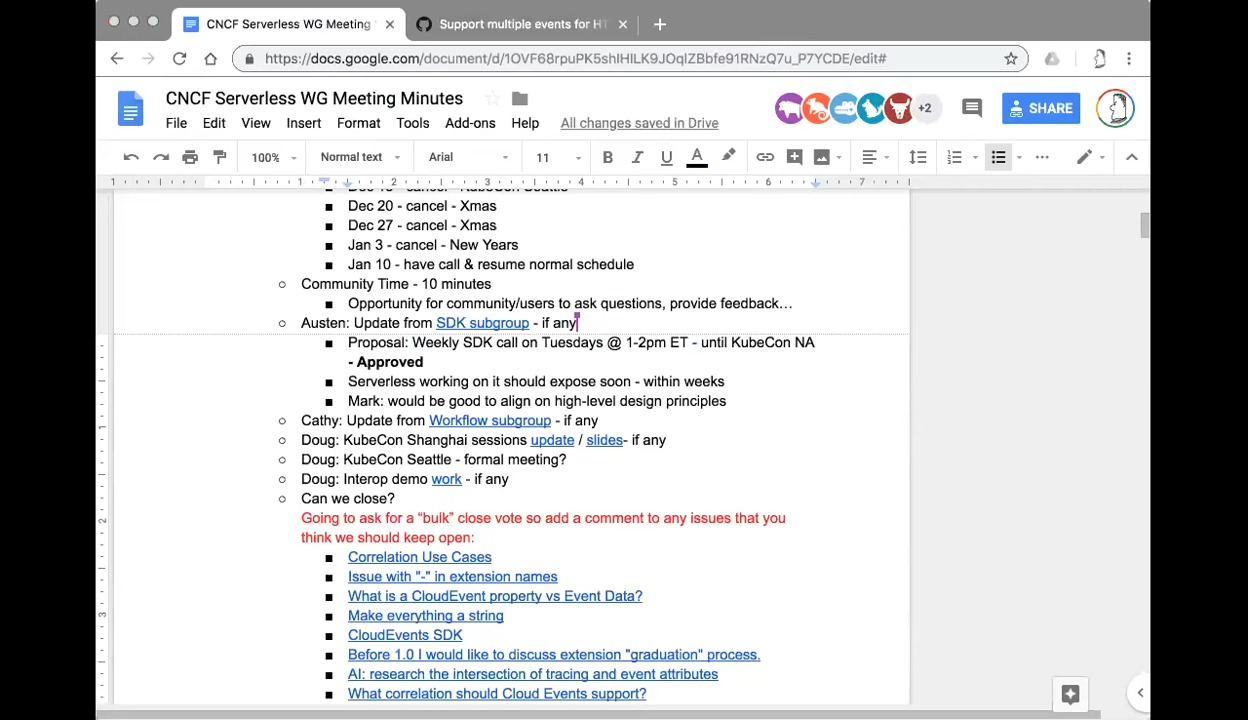 CNCF Serverless WG Meeting Minutes
Support multiple events for HT
https://docs.google.com/document/d/1OVF68rpuPK5shIHILK9JOqlZBbfe91RNzQ7u_P7YCDE/edit#
CNCF Serverless WG Meeting Minutes
+2
SHARE
File Edit View Insert Format Tools Add-ons Help All changes saved in Drive
100% Normal text Arial 11 B I U A
1 1 2 3 4 5 6 7
Dec 20 - cancel - Xmas
Dec 27 - cancel - Xmas
Jan 3 - cancel - New Years
Jan 10 - have call & resume normal schedule
Community Time - 10 minutes
Opportunity for community/users to ask questions, provide feedback…
Austen: Update from SDK subgroup - if any
Proposal: Weekly SDK call on Tuesdays @ 1-2pm ET - until KubeCon NA
- Approved
Serverless working on it should expose soon - within weeks
Mark: would be good to align on high-level design principles
Cathy: Update from Workflow subgroup - if any
Doug: KubeCon Shanghai sessions update / slides- if any
Doug: KubeCon Seattle - formal meeting?
Doug: Interop demo work - if any
Can we close?
Going to ask for a “bulk” close vote so add a comment to any issues that you
think we should keep open:
Correlation Use Cases
Issue with "-" in extension names
What is a CloudEvent property vs Event Data?
Make everything a string
CloudEvents SDK
Before 1.0 I would like to discuss extension "graduation" process.
AI: research the intersection of tracing and event attributes
What correlation should Cloud Events support?